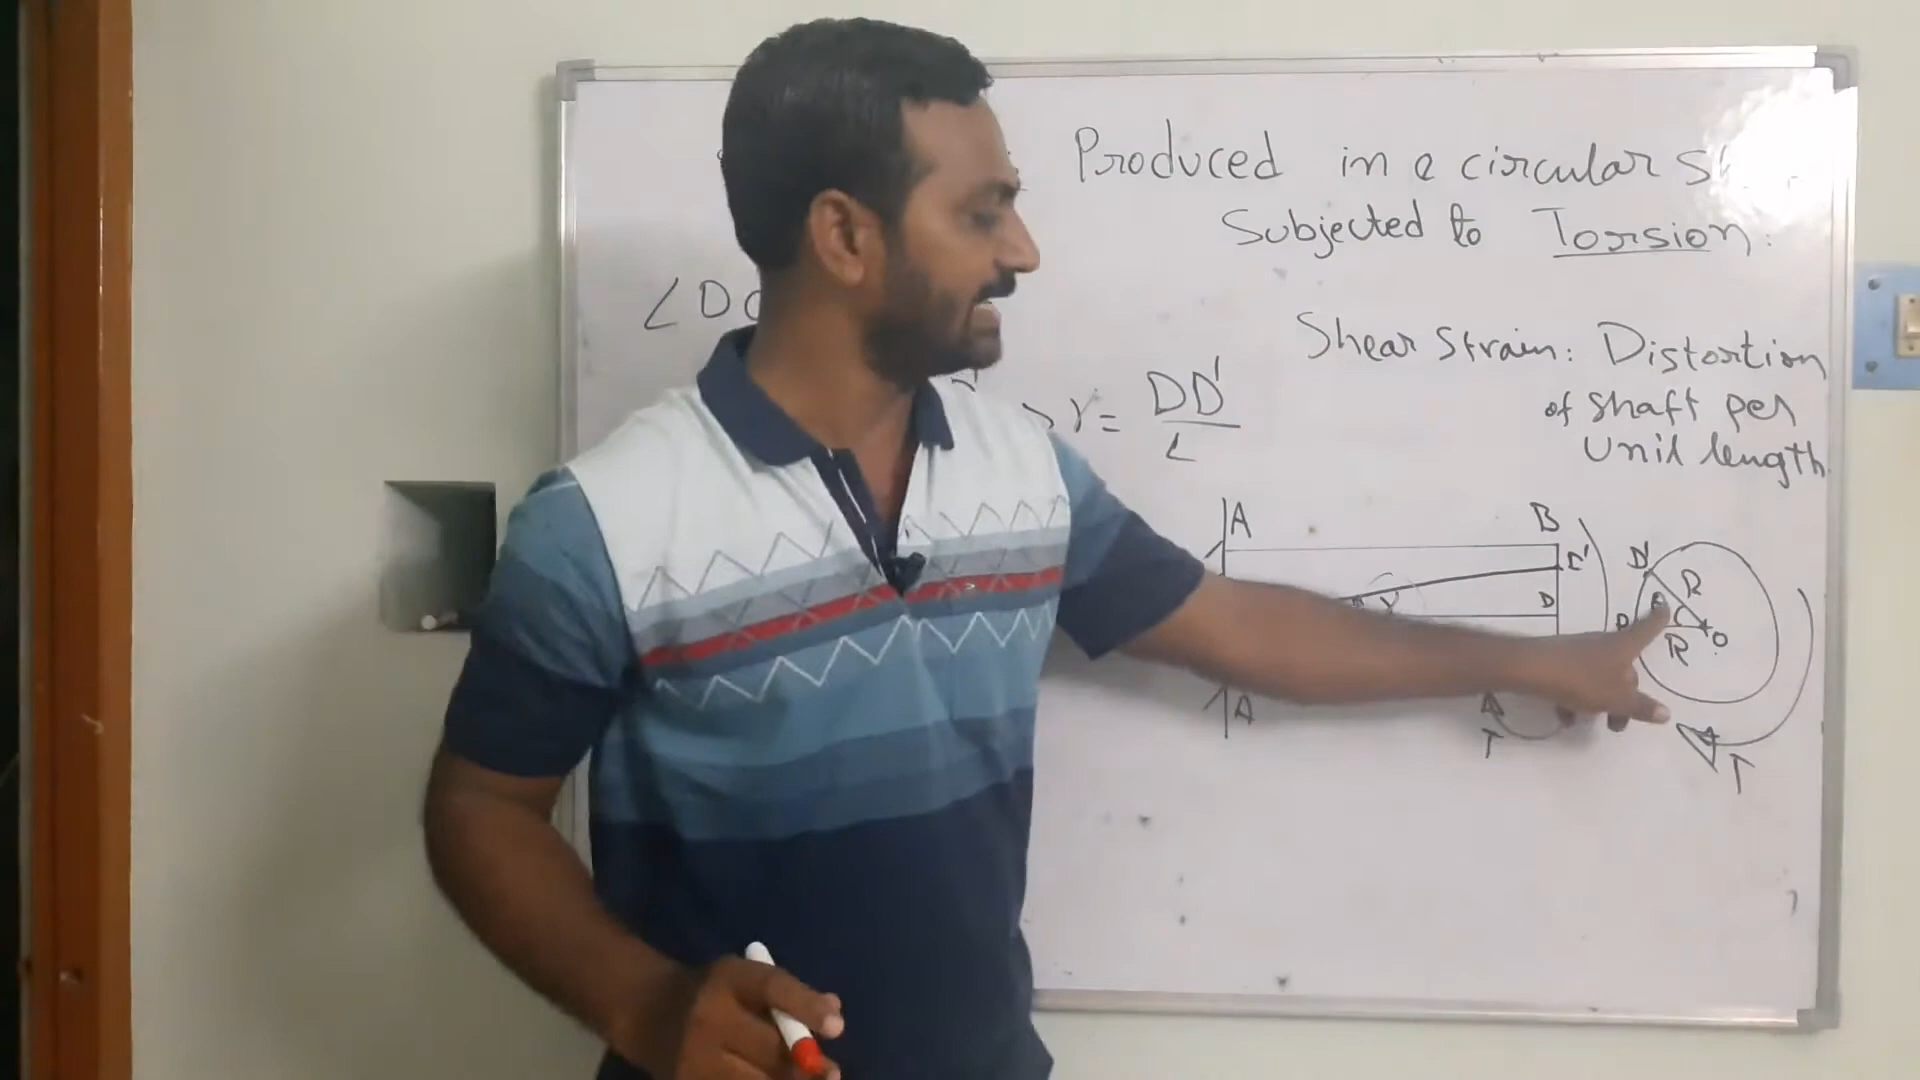 Produced in a circular
Subjected to Torsion:
∠DO
Shear Strain: Distortion
of shaft per
Unit length
γ = DD'/L
A
B
D'
D'
R
γ
D
θ
R
O
A
T
T